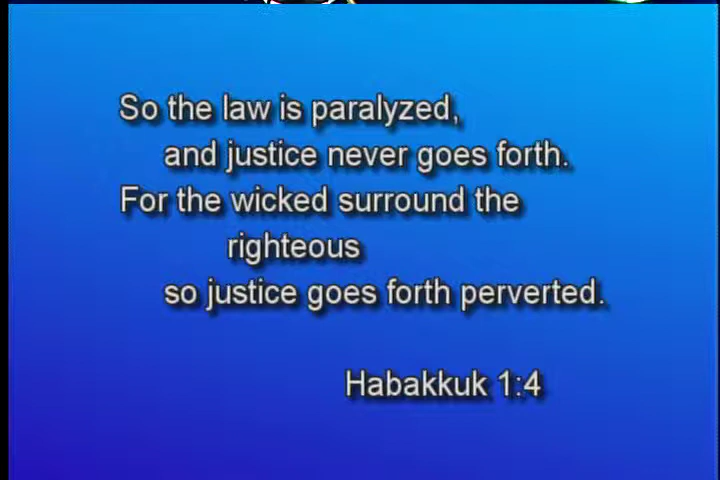 So the law is paralyzed,
and justice never goes forth.
For the wicked surround the
righteous
so justice goes forth perverted.
Habakkuk 1:4